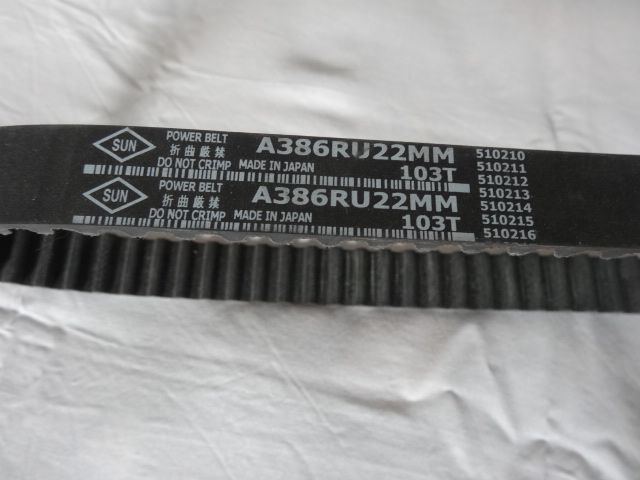 SUN
POWER BELT
折曲厳禁
DO NOT CRIMP MADE IN JAPAN
A386RU22MM
103T
SUN
POWER BELT
折曲厳禁
DO NOT CRIMP MADE IN JAPAN
A386RU22MM
103T
510210
510211
510212
510213
510214
510215
510216